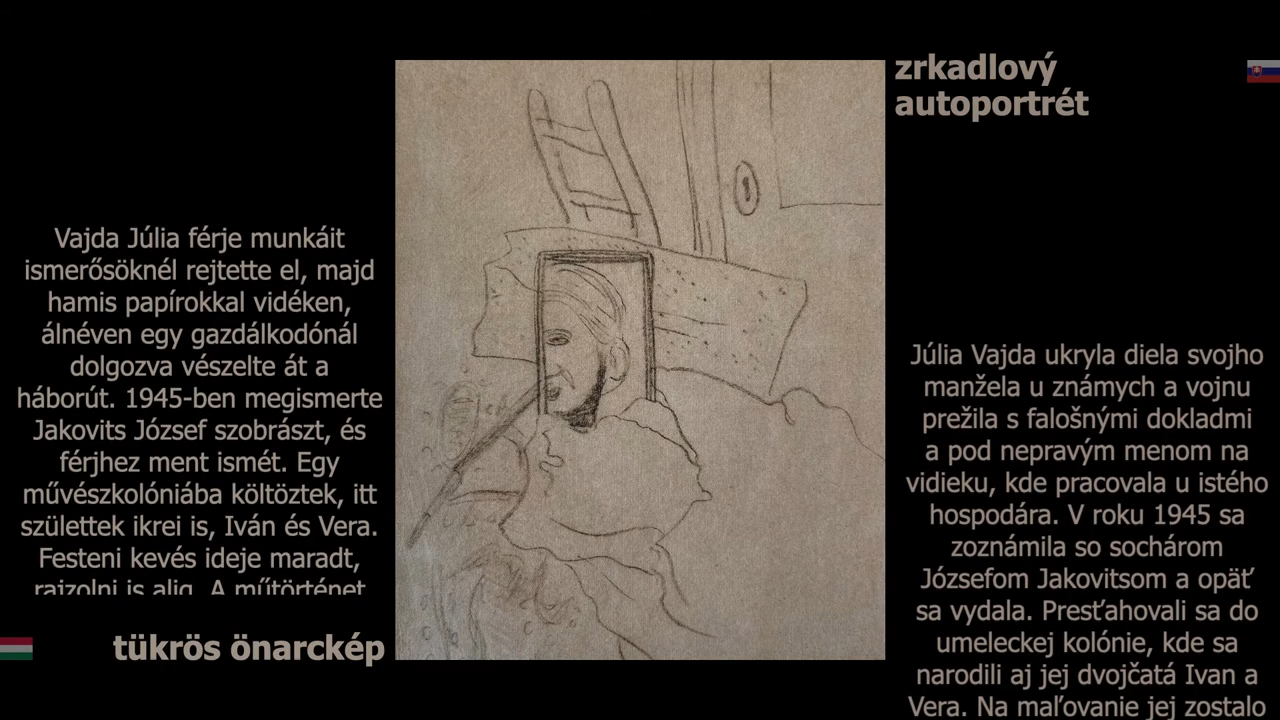 Vajda Júlia férje munkáit
ismerősöknél rejtette el, majd
hamis papírokkal vidéken,
álnéven egy gazdálkodónál
dolgozva vészelte át a
háborút. 1945-ben megismerte
Jakovits József szobrászt, és
férjhez ment ismét. Egy
művészkolóniába költöztek, itt
születtek ikrei is, Iván és Vera.
Festeni kevés ideje maradt,
rajzolni is alig. A műtörténet
tükrös önarckép
zrkadlový
autoportrét
Júlia Vajda ukryla diela svojho
manžela u známych a vojnu
prežila s falošnými dokladmi
a pod nepravým menom na
vidieku, kde pracovala u istého
hospodára. V roku 1945 sa
zoznámila so sochárom
Józsefom Jakovitsom a opäť
sa vydala. Presťahovali sa do
umeleckej kolónie, kde sa
narodili aj jej dvojčatá Ivan a
Vera. Na maľovanie jej zostalo